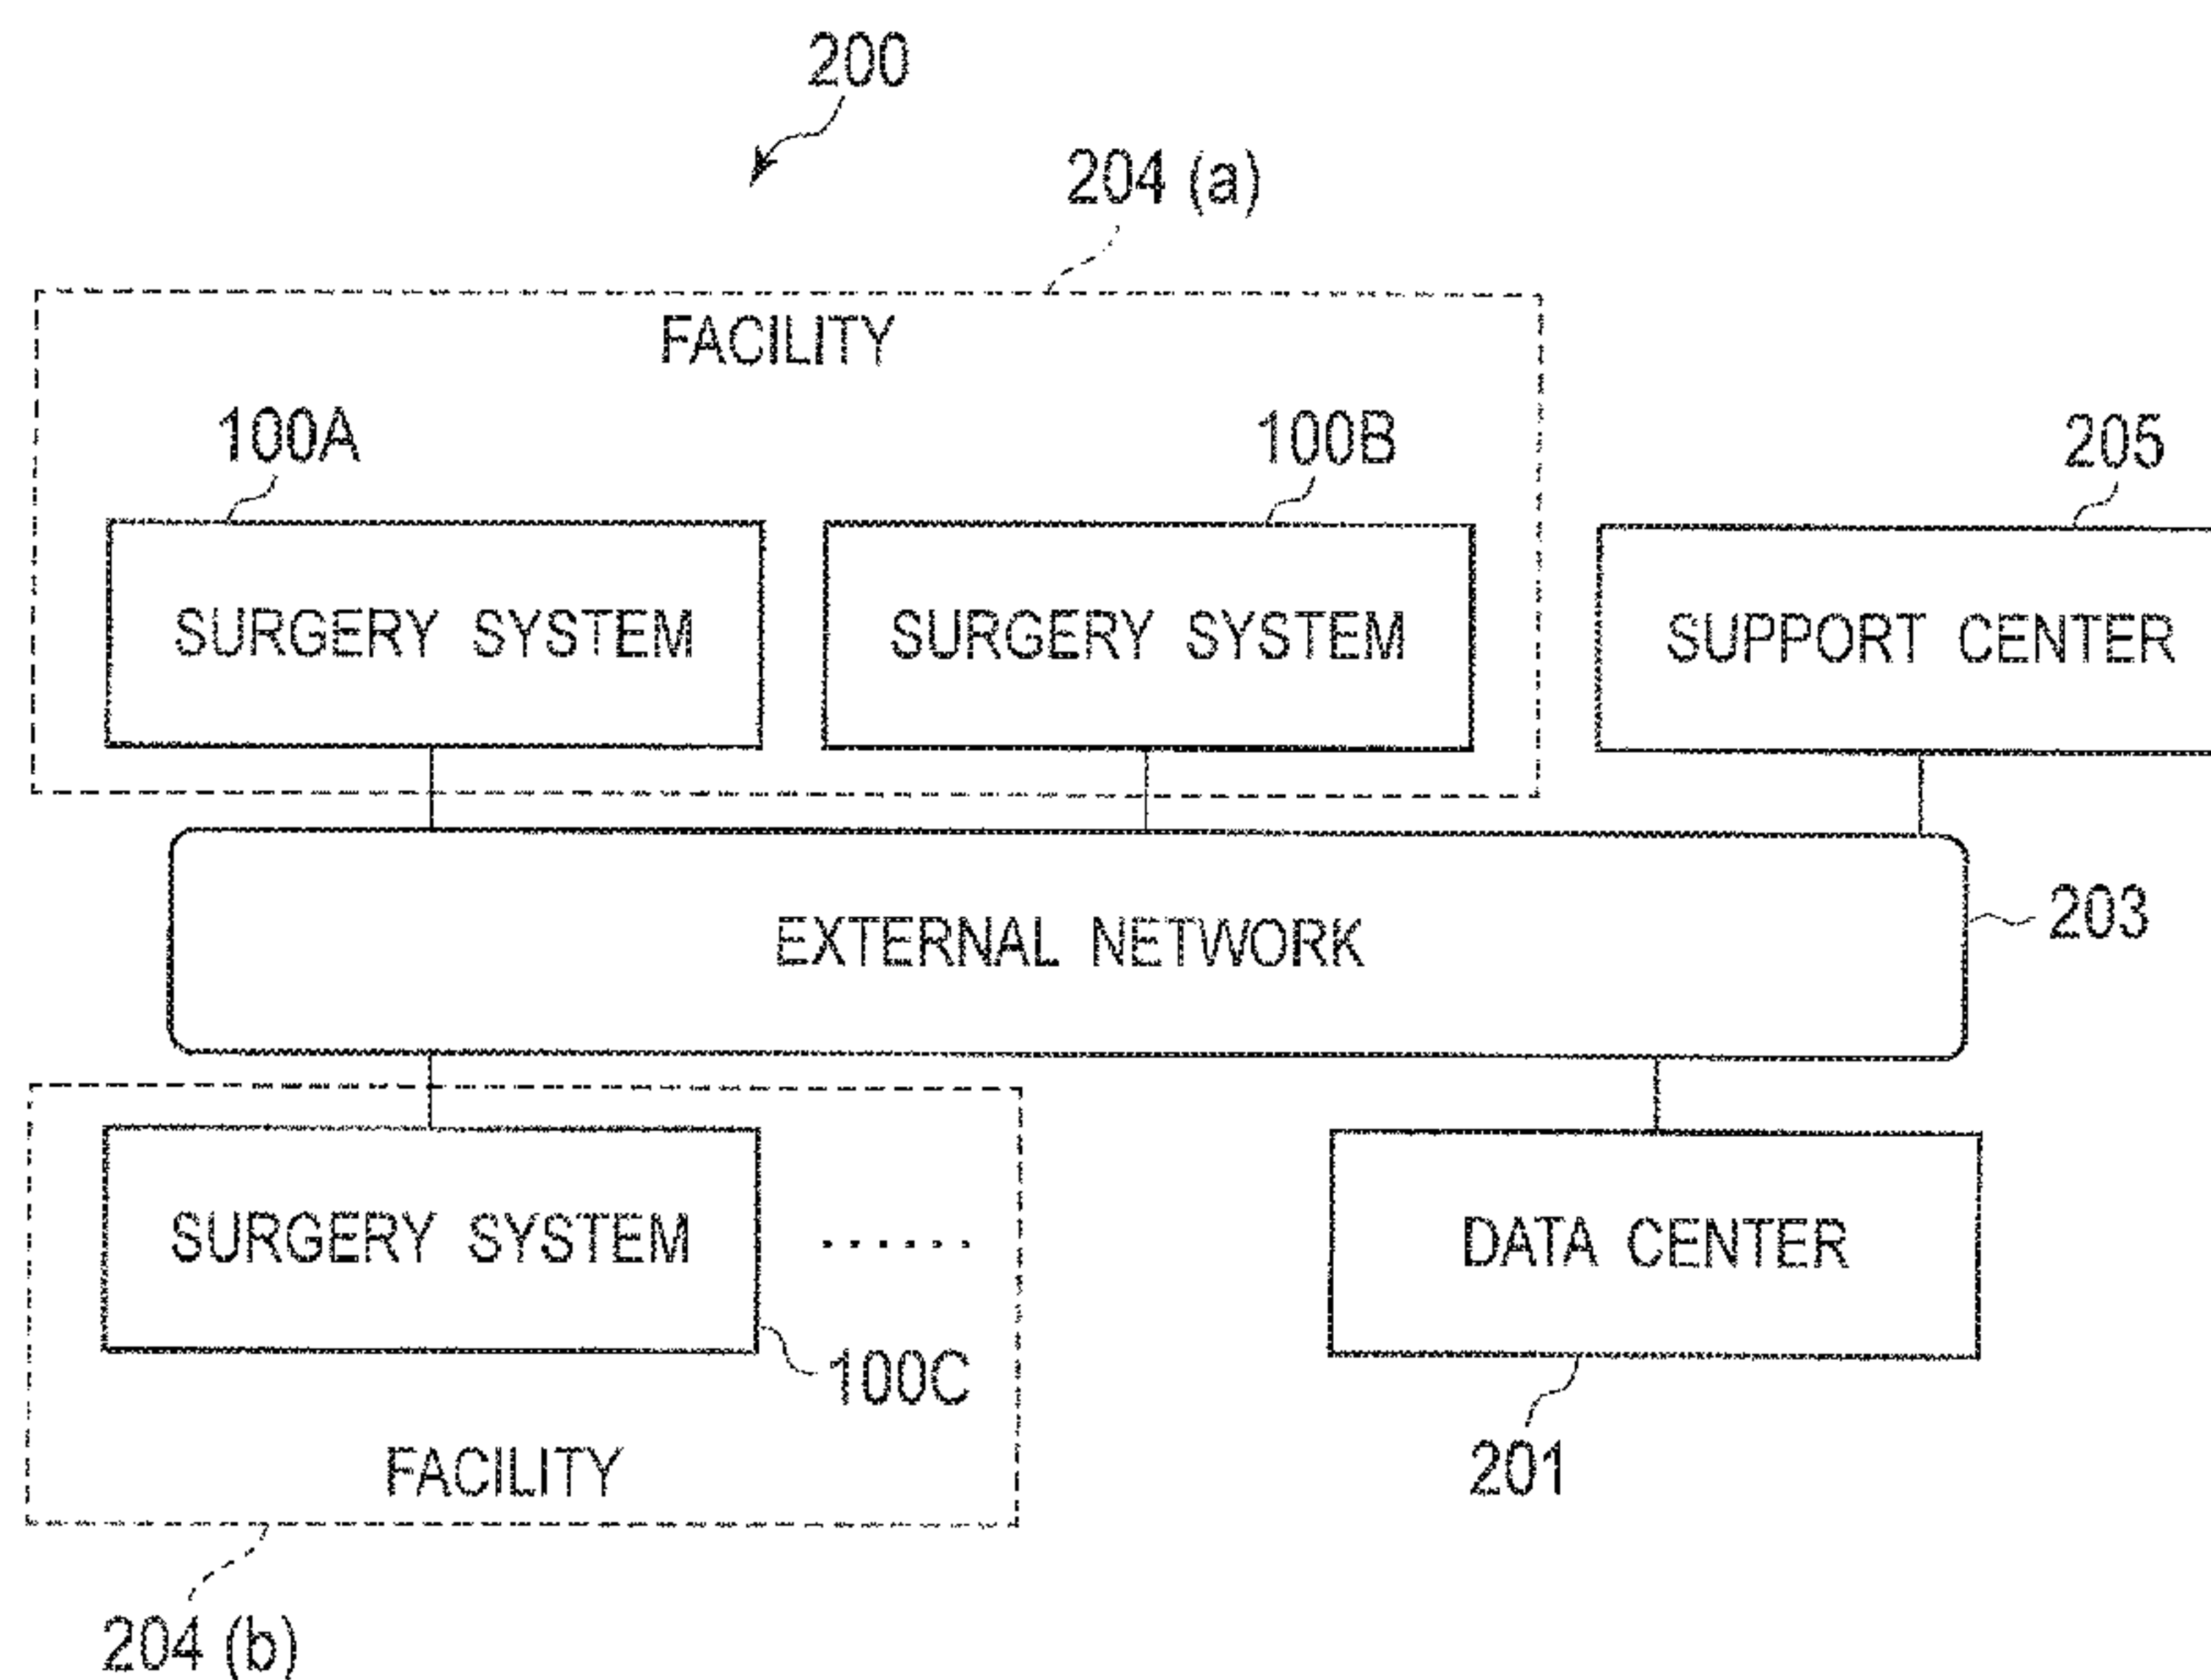 200
204 (a)
FACILITY
100A
100B
205
SURGERY SYSTEM
SURGERY SYSTEM
SUPPORT CENTER
EXTERNAL NETWORK
203
SURGERY SYSTEM
......
DATA CENTER
100C
FACILITY
201
204 (b)